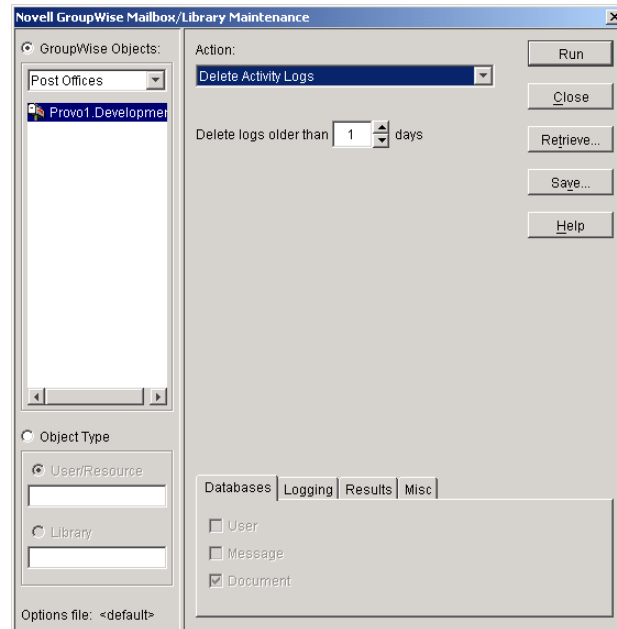 Novell GroupWise Mailbox/Library Maintenance
GroupWise Objects:
Post Offices
Provo1.Developmer
Object Type
User/Resource
Library
Options file: <default>
Action:
Delete Activity Logs
Delete logs older than 1 days
Databases Logging Results Misc
User
Message
Document
Run
Close
Retrieve...
Save...
Help